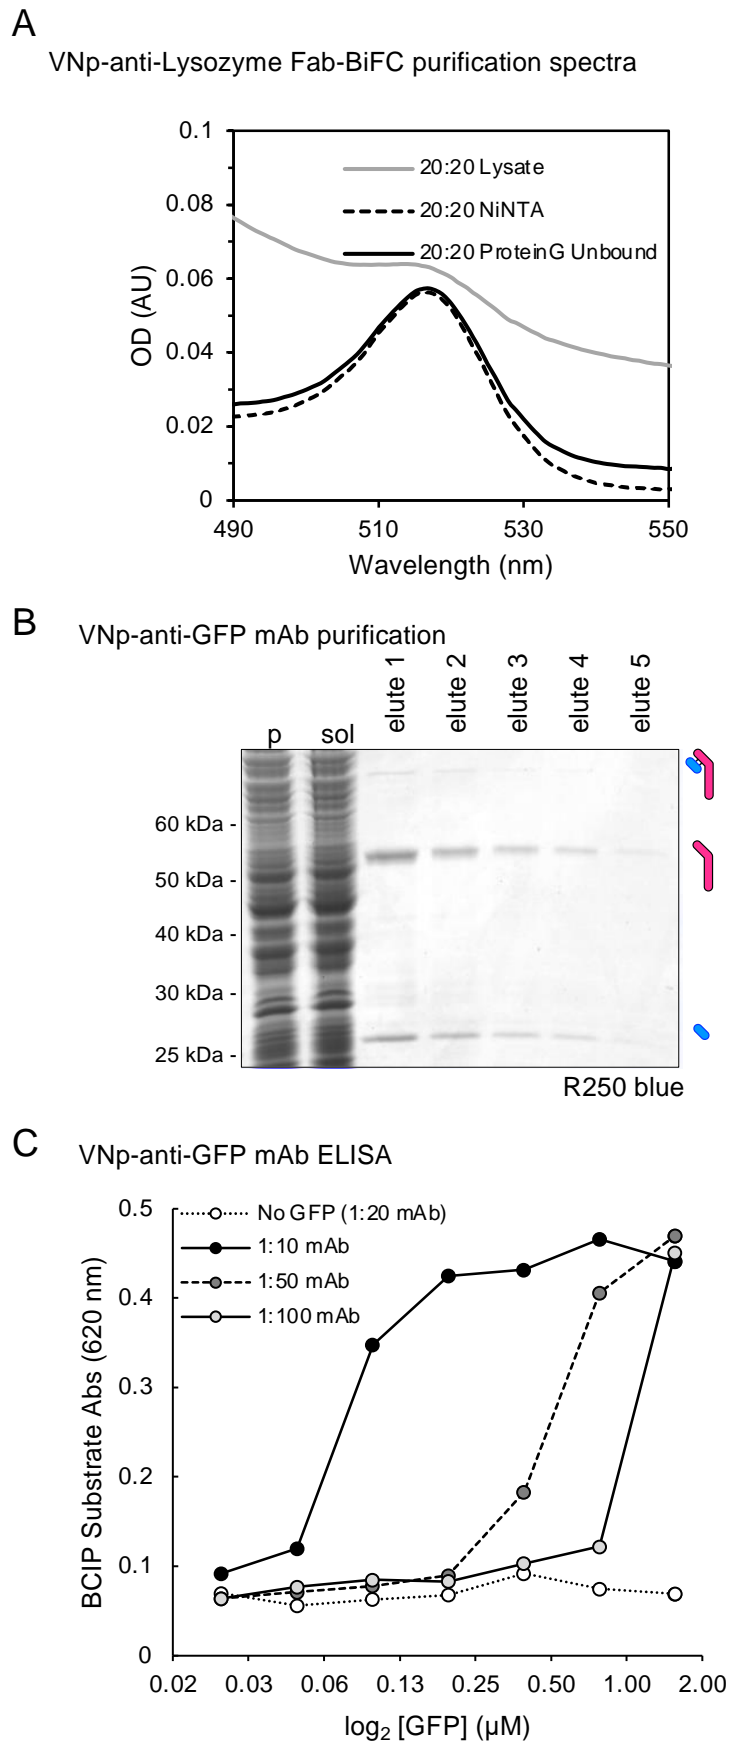 A
VNp-anti-Lysozyme Fab-BiFC purification spectra
0.1
0.08
0.06
0.04
0.02
0
OD (AU)
20:20 Lysate
20:20 NiNTA
20:20 ProteinG Unbound
490 510 530 550
Wavelength (nm)
B
VNp-anti-GFP mAb purification
p sol elute 1 elute 2 elute 3 elute 4 elute 5
60 kDa -
50 kDa -
40 kDa -
30 kDa -
25 kDa -
R250 blue
C
VNp-anti-GFP mAb ELISA
0.5
0.4
0.3
0.2
0.1
0
BCIP Substrate Abs (620 nm)
No GFP (1:20 mAb)
1:10 mAb
1:50 mAb
1:100 mAb
0.02 0.03 0.06 0.13 0.25 0.50 1.00 2.00
log₂ [GFP] (µM)